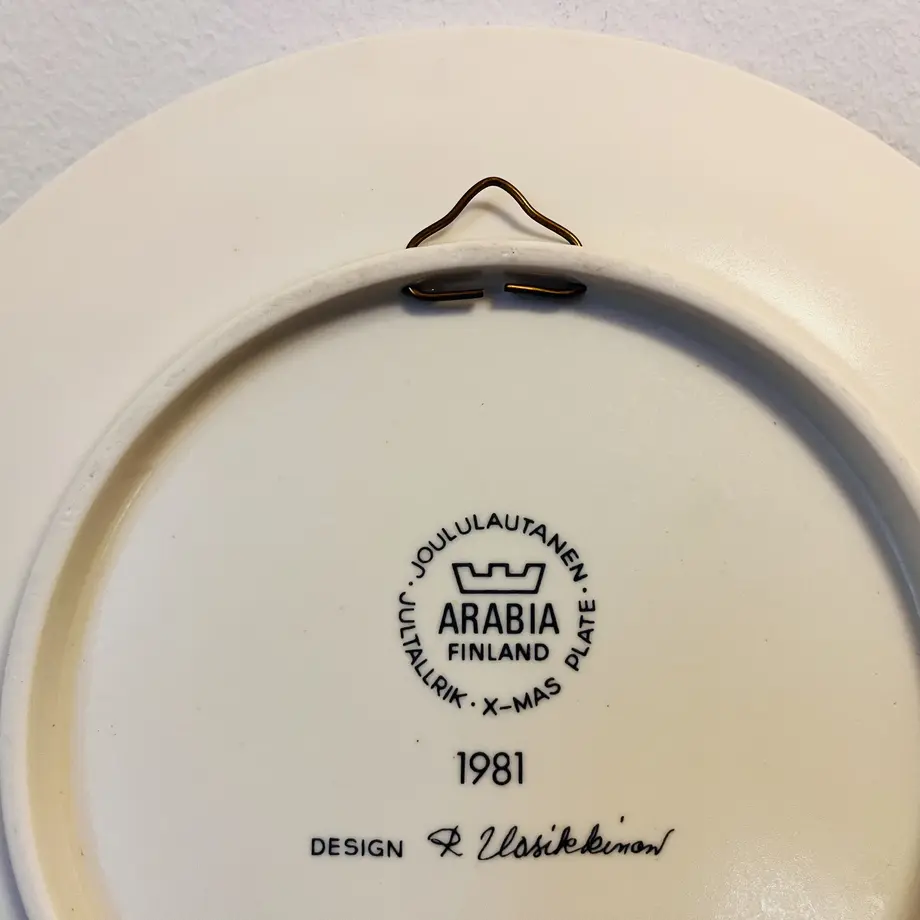 · JOULULAUTANEN ·
JULTALLRIK · X-MAS PLATE
ARABIA
FINLAND
1981
DESIGN R Uosikkinen